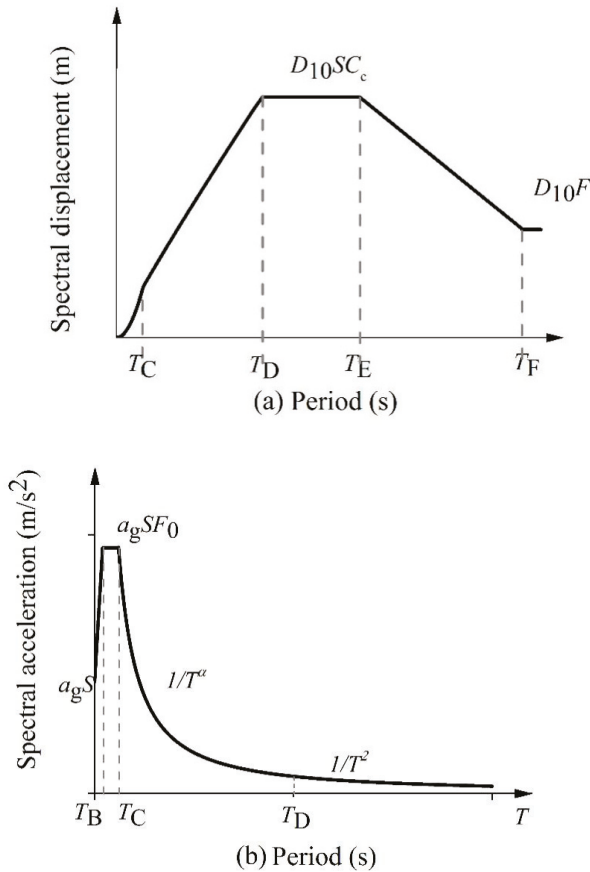 Spectral displacement (m)
D10SCc
D10F
TC TD TE TF
(a) Period (s)
Spectral acceleration (m/s²)
agSF0
agS
1/Tα
1/T²
TB TC TD T
(b) Period (s)